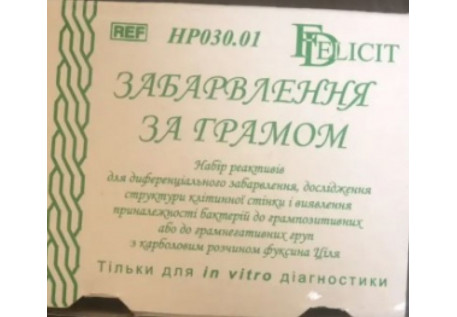 REF HP030.01 FELICIT
ЗАБАРВЛЕННЯ
ЗА ГРАМОМ
Набір реактивів
для диференціального забарвлення, дослідження
структури клітинної стінки і виявлення
приналежності бактерій до грампозитивних
або до грамнегативних груп
з карболовим розчином фуксина Ціля
Тільки для in vitro діагностики